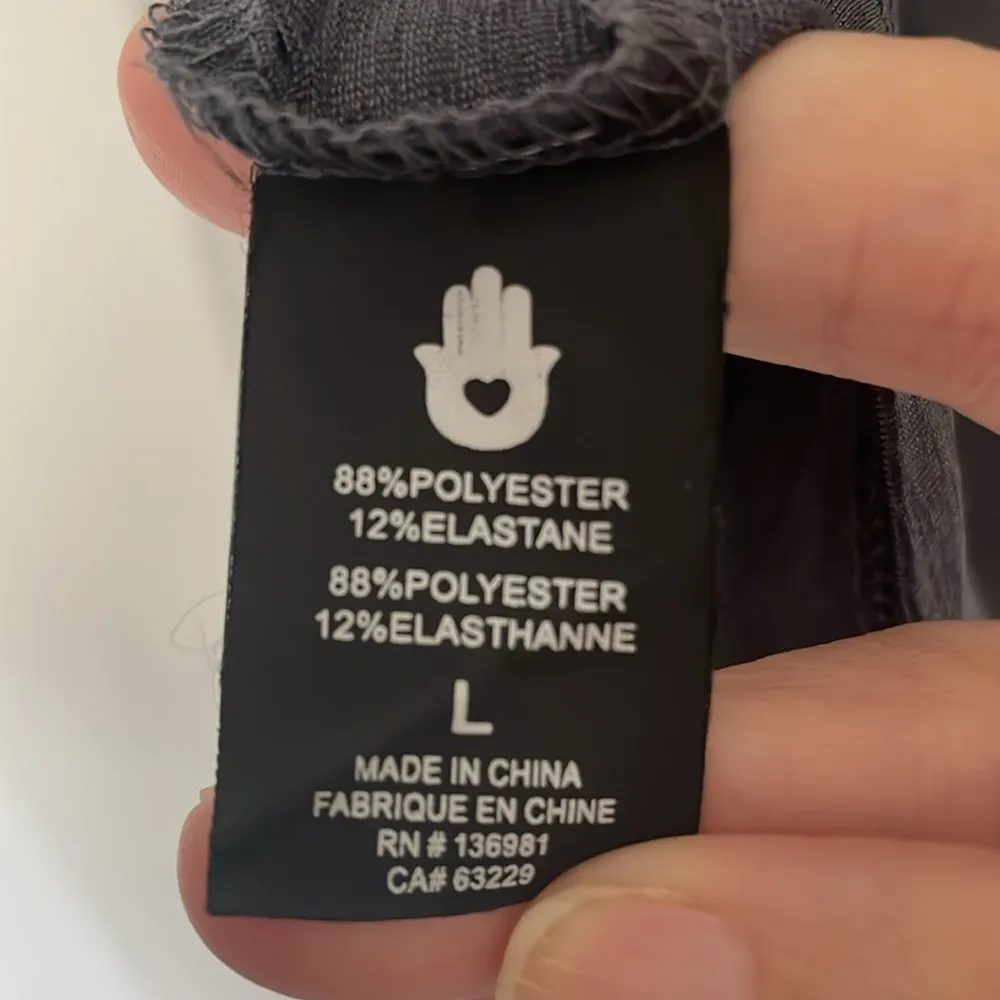 88%POLYESTER
12%ELASTANE
88%POLYESTER
12%ELASTHANNE
L
MADE IN CHINA
FABRIQUE EN CHINE
RN # 136981
CA# 63229